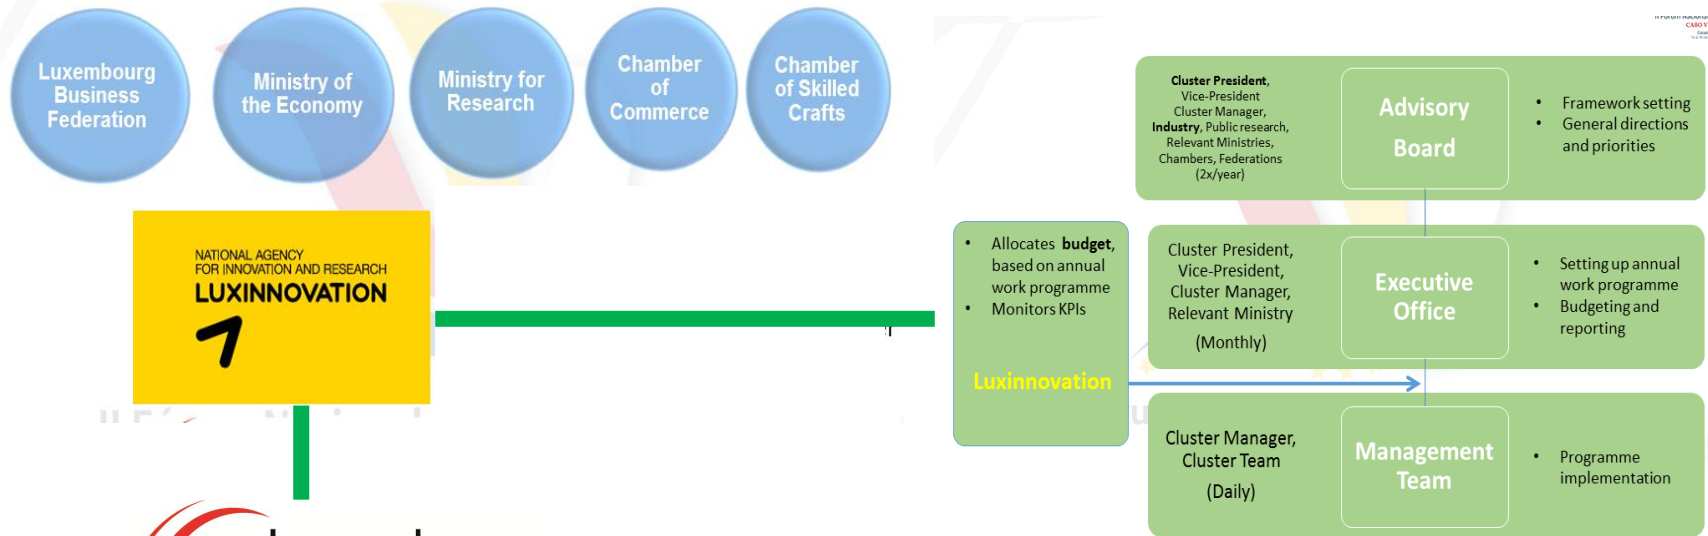 Luxembourg
Business
Federation
Ministry of
the Economy
Ministry for
Research
Chamber
of
Commerce
Chamber
of Skilled
Crafts
NATIONAL AGENCY
FOR INNOVATION AND RESEARCH
LUXINNOVATION
• Allocates budget,
based on annual
work programme
• Monitors KPIs
Luxinnovation
Cluster President,
Vice-President
Cluster Manager,
Industry, Public research,
Relevant Ministries,
Chambers, Federations
(2x/year)
Advisory
Board
• Framework setting
• General directions
and priorities
Cluster President,
Vice-President,
Cluster Manager,
Relevant Ministry
(Monthly)
Executive
Office
• Setting up annual
work programme
• Budgeting and
reporting
Cluster Manager,
Cluster Team
(Daily)
Management
Team
• Programme
implementation